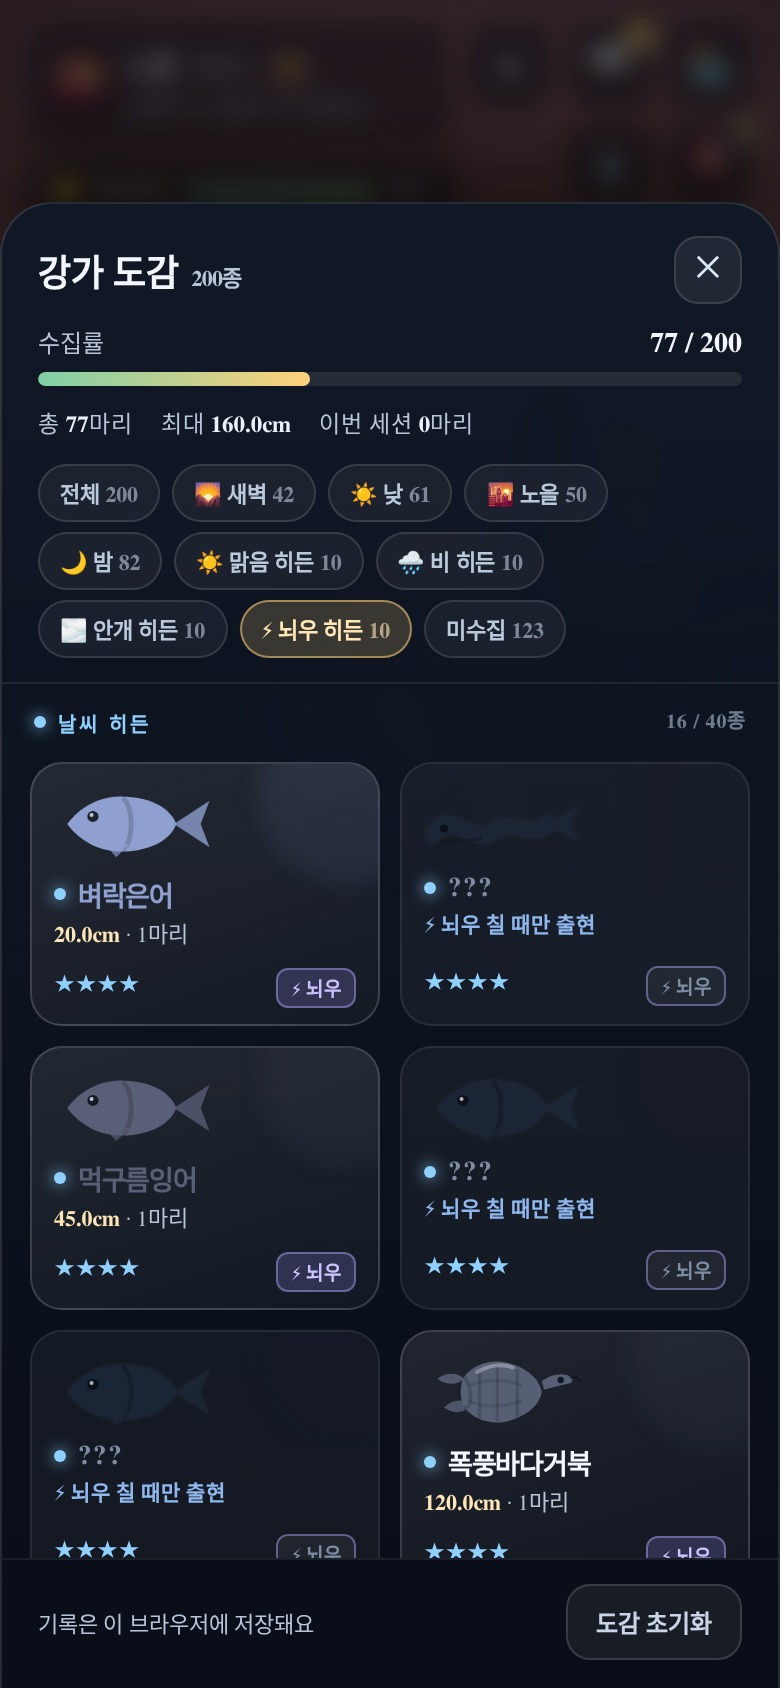 강가 도감 200종
수집률 77 / 200
총 77마리 최대 160.0cm 이번 세션 0마리
전체 200 새벽 42 낮 61 노을 50
밤 82 맑음 히든 10 비 히든 10
안개 히든 10 ⚡뇌우 히든 10 미수집 123
날씨 히든 16 / 40종
벼락은어
20.0cm · 1마리
★★★★ ⚡뇌우
???
⚡뇌우 칠 때만 출현
★★★★ ⚡뇌우
먹구름잉어
45.0cm · 1마리
★★★★ ⚡뇌우
???
⚡뇌우 칠 때만 출현
★★★★ ⚡뇌우
???
⚡뇌우 칠 때만 출현
★★★★ ⚡뇌우
폭풍바다거북
120.0cm · 1마리
★★★★ ⚡뇌우
기록은 이 브라우저에 저장돼요 도감 초기화